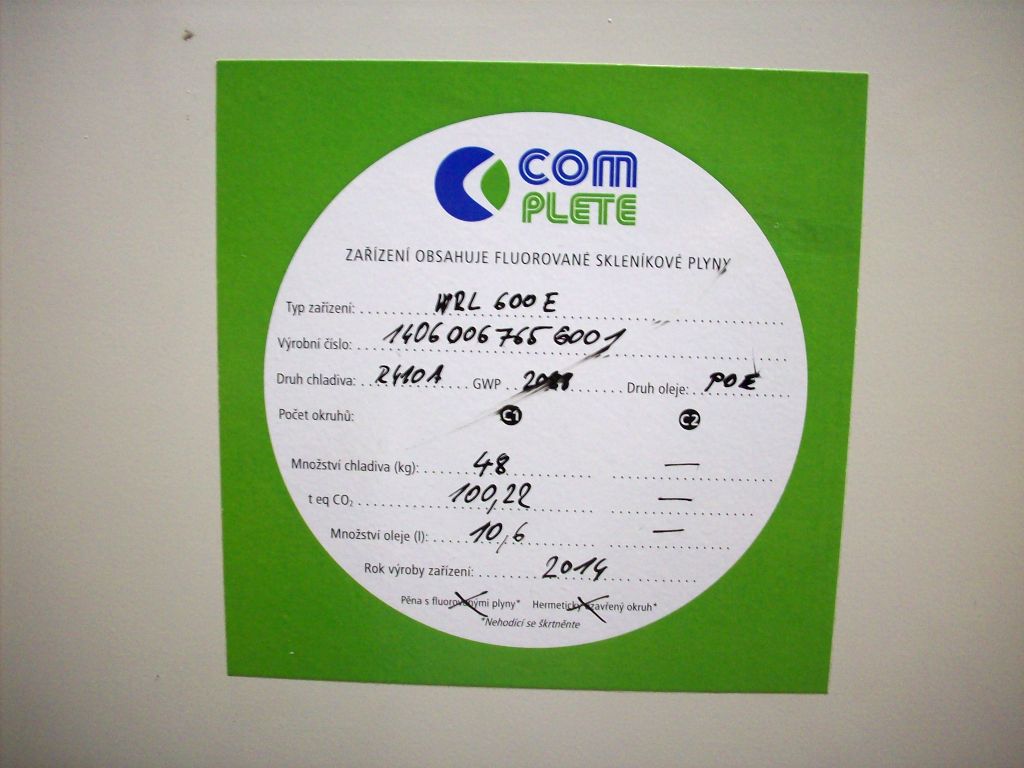 COM
PLETE
ZAŘÍZENÍ OBSAHUJE FLUOROVANÉ SKLENÍKOVÉ PLYNY
Typ zařízení: WRL 600 E
Výrobní číslo: 14060067656001
Druh chladiva: R410A GWP Druh oleje: POE
Počet okruhů: C1 C2
Množství chladiva (kg): 48 —
t eq CO₂ 100,22 —
Množství oleje (l): 10,6 —
Rok výroby zařízení: 2014
Pěna s fluorovanými plyny* Hermeticky uzavřený okruh*
*Nehodící se škrtněnte